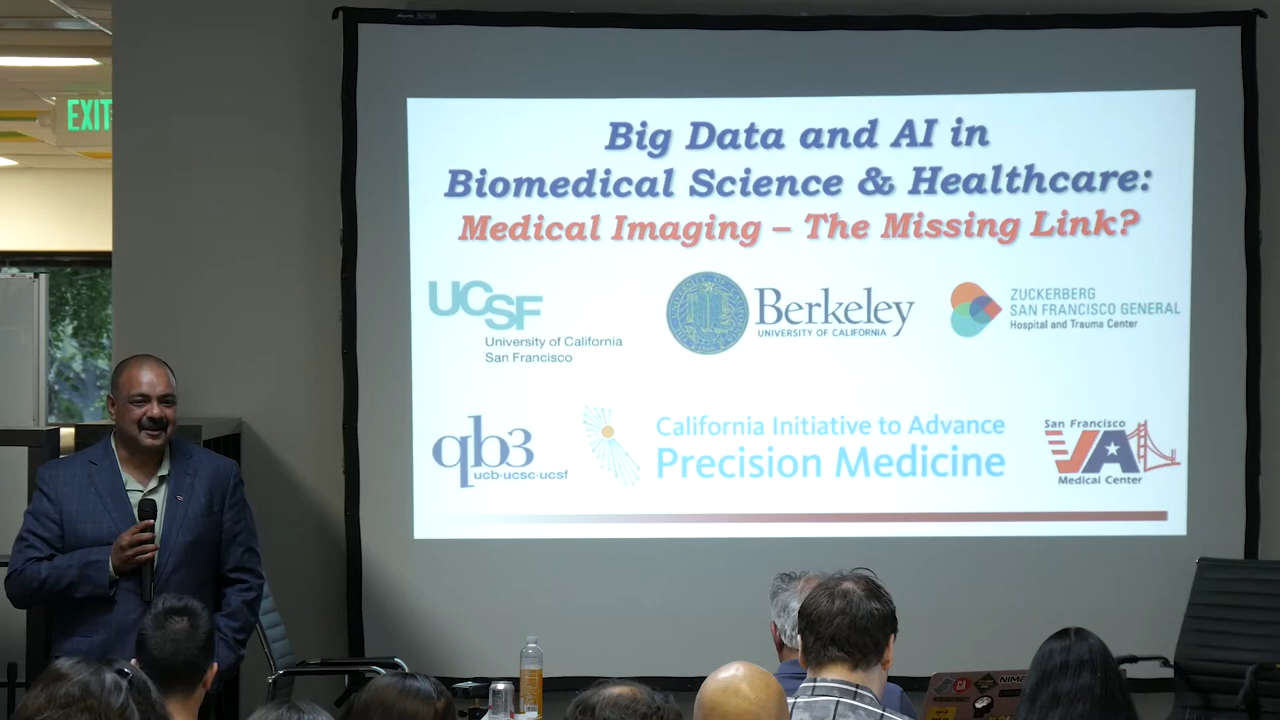 EXIT
Big Data and AI in
Biomedical Science & Healthcare:
Medical Imaging – The Missing Link?
UCSF
University of California
San Francisco
Berkeley
UNIVERSITY OF CALIFORNIA
ZUCKERBERG
SAN FRANCISCO GENERAL
Hospital and Trauma Center
qb3
ucb·ucsc·ucsf
California Initiative to Advance
Precision Medicine
San Francisco
VA
Medical Center